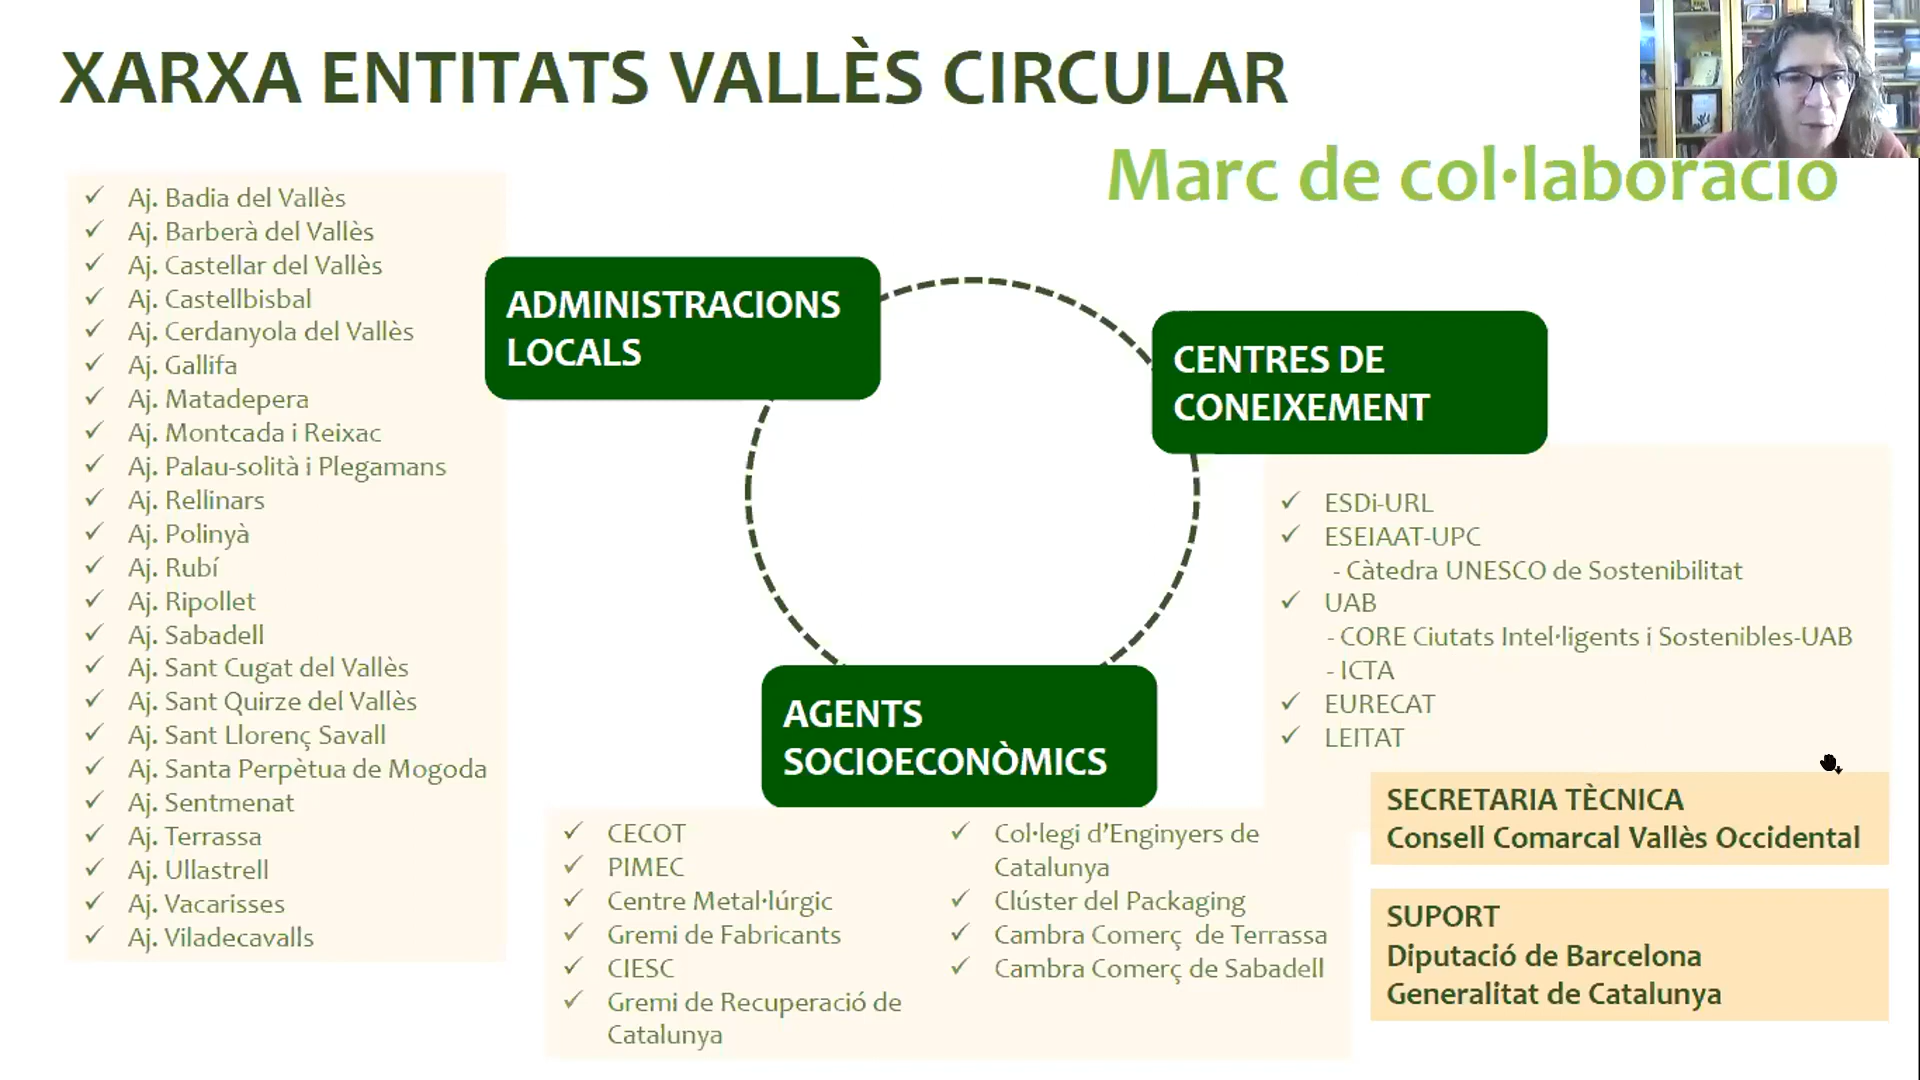 XARXA ENTITATS VALLÈS CIRCULAR
Marc de col·laboració
Aj. Badia del Vallès
Aj. Barberà del Vallès
Aj. Castellar del Vallès
Aj. Castellbisbal
Aj. Cerdanyola del Vallès
Aj. Gallifa
Aj. Matadepera
Aj. Montcada i Reixac
Aj. Palau-solità i Plegamans
Aj. Rellinars
Aj. Polinyà
Aj. Rubí
Aj. Ripollet
Aj. Sabadell
Aj. Sant Cugat del Vallès
Aj. Sant Quirze del Vallès
Aj. Sant Llorenç Savall
Aj. Santa Perpètua de Mogoda
Aj. Sentmenat
Aj. Terrassa
Aj. Ullastrell
Aj. Vacarisses
Aj. Viladecavalls
ADMINISTRACIONS
LOCALS
CENTRES DE
CONEIXEMENT
ESDi-URL
ESEIAAT-UPC
- Càtedra UNESCO de Sostenibilitat
UAB
- CORE Ciutats Intel·ligents i Sostenibles-UAB
- ICTA
EURECAT
LEITAT
AGENTS
SOCIOECONÒMICS
CECOT
PIMEC
Centre Metal·lúrgic
Gremi de Fabricants
CIESC
Gremi de Recuperació de
Catalunya
Col·legi d’Enginyers de
Catalunya
Clúster del Packaging
Cambra Comerç de Terrassa
Cambra Comerç de Sabadell
SECRETARIA TÈCNICA
Consell Comarcal Vallès Occidental
SUPORT
Diputació de Barcelona
Generalitat de Catalunya